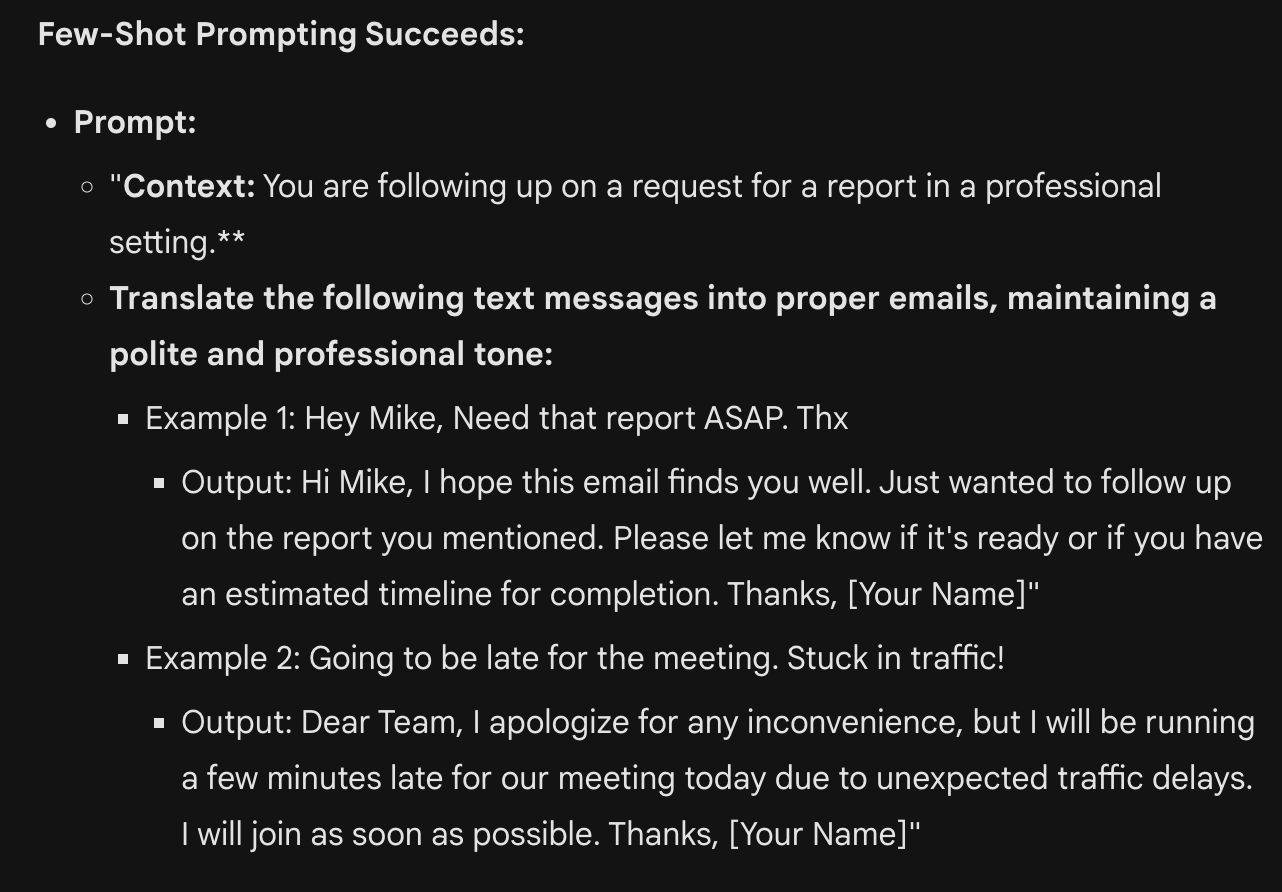 Few-Shot Prompting Succeeds:
• Prompt:
○ "Context: You are following up on a request for a report in a professional
setting.**
○ Translate the following text messages into proper emails, maintaining a
polite and professional tone:
▪ Example 1: Hey Mike, Need that report ASAP. Thx
▪ Output: Hi Mike, I hope this email finds you well. Just wanted to follow up
on the report you mentioned. Please let me know if it's ready or if you have
an estimated timeline for completion. Thanks, [Your Name]"
▪ Example 2: Going to be late for the meeting. Stuck in traffic!
▪ Output: Dear Team, I apologize for any inconvenience, but I will be running
a few minutes late for our meeting today due to unexpected traffic delays.
I will join as soon as possible. Thanks, [Your Name]"